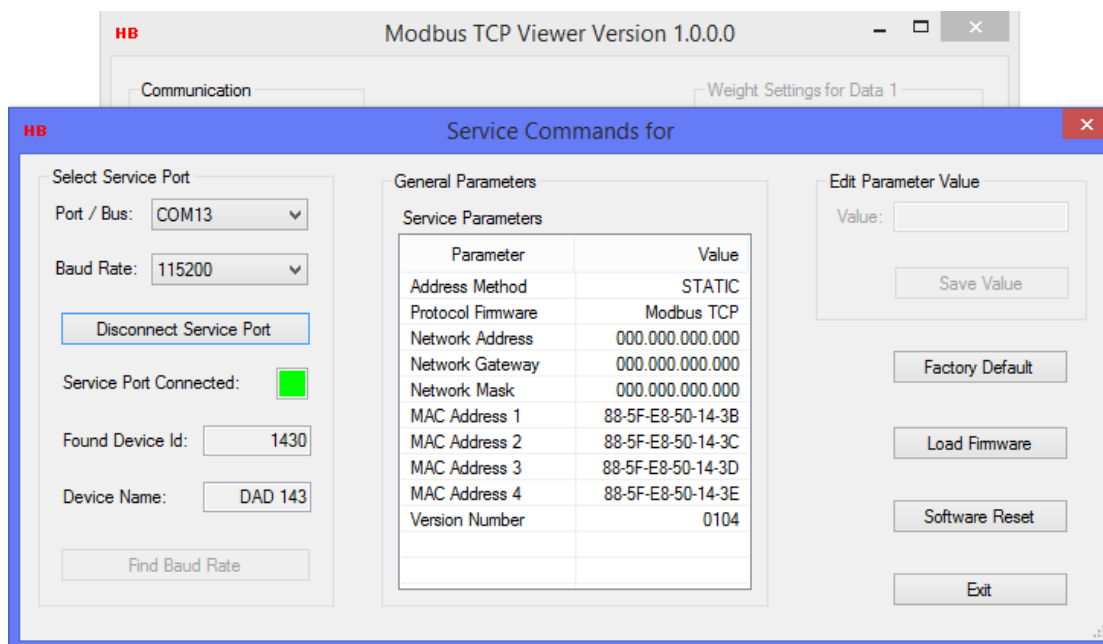 HB Modbus TCP Viewer Version 1.0.0.0
Communication
Weight Settings for Data 1
HB Service Commands for
Select Service Port
Port / Bus: COM13
Baud Rate: 115200
Disconnect Service Port
Service Port Connected:
Found Device Id: 1430
Device Name: DAD 143
Find Baud Rate
General Parameters
Service Parameters
Parameter Value
Address Method STATIC
Protocol Firmware Modbus TCP
Network Address 000.000.000.000
Network Gateway 000.000.000.000
Network Mask 000.000.000.000
MAC Address 1 88-5F-E8-50-14-3B
MAC Address 2 88-5F-E8-50-14-3C
MAC Address 3 88-5F-E8-50-14-3D
MAC Address 4 88-5F-E8-50-14-3E
Version Number 0104
Edit Parameter Value
Value:
Save Value
Factory Default
Load Firmware
Software Reset
Exit